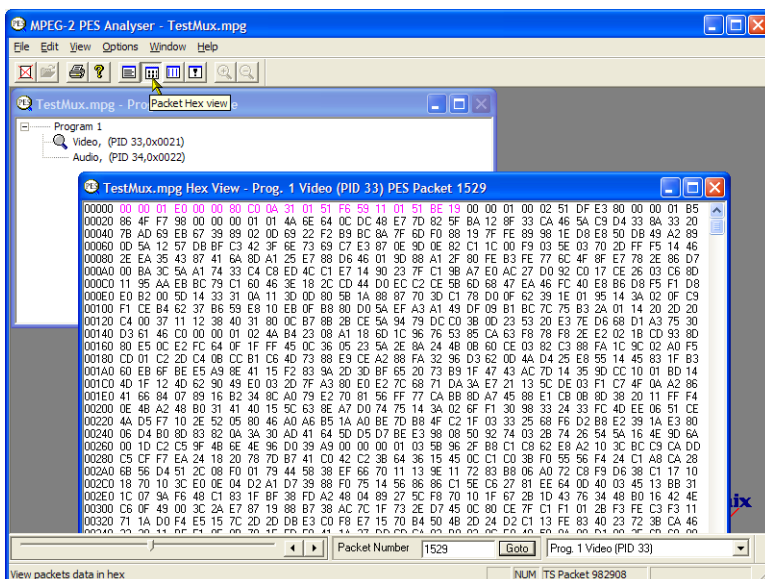 MPEG-2 PES Analyser - TestMux.mpg
File Edit View Options Window Help
Packet Hex view
TestMux.mpg - Pro
Program 1
Video, (PID 33,0x0021)
Audio, (PID 34,0x0022)
TestMux.mpg Hex View - Prog. 1 Video (PID 33) PES Packet 1529
00000 00 00 01 E0 00 00 80 C0 0A 31 01 51 F6 59 11 01 51 BE 19 00 00 01 00 02 51 DF E3 80 00 00 01 B5
00020 86 4F F7 98 00 00 00 01 01 4A 6E 64 0C DC 48 E7 7D 82 5F BA 12 8F 33 CA 46 5A C9 D4 33 8A 33 20
00040 7B AD 69 EB 67 39 89 02 0D 69 22 F2 B9 BC 8A 7F 6D F0 88 19 7F FE 89 98 1E D8 E8 50 DB 49 A2 89
00060 0D 5A 12 57 DB BF C3 42 3F 6E 73 69 C7 E3 87 0E 9D 0E 82 C1 1C 00 F9 03 5E 03 70 2D FF F5 14 46
00080 2E EA 35 43 87 41 6A 8D A1 25 E7 88 D6 46 01 9D 88 A1 2F 80 FE B3 FE 77 6C 4F 8F E7 78 2E 86 D7
000A0 00 BA 3C 5A A1 74 33 C4 C8 ED 4C C1 E7 14 90 23 7F C1 9B A7 E0 AC 27 D0 92 C0 17 CE 26 03 C6 8D
000C0 11 95 AA EB BC 79 C1 60 46 3E 18 2C CD 44 D0 EC C2 CE 5B 6D 68 47 EA 46 FC 40 E8 B6 D8 F5 F1 D8
000E0 E0 B2 00 5D 14 33 31 0A 11 3D 0D 80 5B 1A 88 87 70 3D C1 78 D0 0F 62 39 1E 01 95 14 3A 02 0F C9
00100 F1 CE B4 62 37 B6 59 E8 10 EB 0F B8 80 D0 5A EF A3 A1 49 DF 09 B1 BC 7C 75 B3 2A 01 14 20 2D 20
00120 C4 00 37 11 12 38 40 31 80 0C B7 8B 2B CE 5A 94 79 DC C0 3B 0D 23 53 20 E3 7E D6 68 D1 A3 75 30
00140 D3 61 46 C0 00 00 01 02 4A B4 23 08 A1 18 6D 1C 96 76 53 85 CA 63 F8 78 F8 2E E2 02 1B CD 93 8F
00160 80 E5 0C E2 FC 64 0F 1F FF 45 0C 36 05 23 5A 2E 8A 24 4B 0B 60 CE 03 82 C3 88 FA 1C 9C 02 A0 F5
00180 CD 01 C2 2D C4 0B CC B1 C6 4D 73 88 E9 CE A2 88 FA 32 96 D3 62 0D 4A D4 25 E8 55 14 45 83 1F B3
001A0 60 EB 6F BE E5 A9 8E 41 15 F2 83 9A 2D 3D BF 65 20 73 B9 1F 47 43 AC 7D 14 35 9D CC 10 01 BD 14
001C0 4D 1F 12 4D 62 90 49 E0 03 2D 7F A3 80 E0 E2 7C 68 71 DA 3A E7 21 13 5C DE 03 F1 C7 4F 0A A2 86
001E0 41 66 84 07 89 16 B2 34 8C A0 79 E2 70 81 56 FF 77 CA BB 8D A7 45 88 E1 CB 0B 8D 38 20 11 FF F4
00200 0E 4B A2 48 B0 31 41 40 15 5C 63 8E A7 D0 74 75 14 3A 02 6F F1 30 98 33 24 33 FC 4D EE 06 51 CE
00220 4A D5 F7 10 2E 52 05 80 46 A0 A6 B5 1A A0 BE 7D B8 4F C2 1F 03 33 25 68 F6 D2 B8 E2 39 1A E3 80
00240 06 D4 B0 8D 83 82 0A 3A 30 AD 41 64 5D D5 D7 BE E3 98 08 50 92 74 03 2B 74 26 54 5A 16 4E 9D 6A
00260 00 1D C2 C5 9F 4B 6E 4E 96 D0 39 A9 00 00 00 01 03 5B 96 2F B8 C1 C8 62 E8 A2 10 3C BC C9 CA DD
00280 C5 CF F7 EA 24 18 20 78 7D B7 41 C0 42 C2 3B 64 36 15 45 0C C1 C0 3B F0 55 56 F4 24 C1 A8 CA 28
002A0 6B 56 D4 51 2C 08 F0 01 79 44 58 38 EF 66 70 11 13 9E 11 72 83 B8 06 A0 72 C8 F9 D6 38 C1 17 10
002C0 18 70 10 3C E0 0E 04 D2 A1 D7 39 88 F0 75 14 56 86 86 C1 5E C6 27 81 EE 64 0D 40 03 45 13 BB 31
002E0 1C 07 9A F6 48 C1 83 1F BF 38 FD A2 48 04 89 27 5C F8 70 10 1F 67 2B 1D 43 76 34 48 B0 16 42 4E
00300 C6 0F 49 00 3C 2A E7 87 19 88 B7 38 AC 7C 1F 73 2E D7 45 0C 80 CE 7F C1 F1 01 2B F3 FE C3 F3 11
00320 71 1A D0 F4 E5 15 7C 2D 2D DB E3 C0 F8 E7 15 70 B4 50 4B 2D 24 D2 C1 13 FE 83 40 23 72 3B CA 46
Packet Number 1529 Goto Prog. 1 Video (PID 33)
View packets data in hex NUM TS Packet 982908